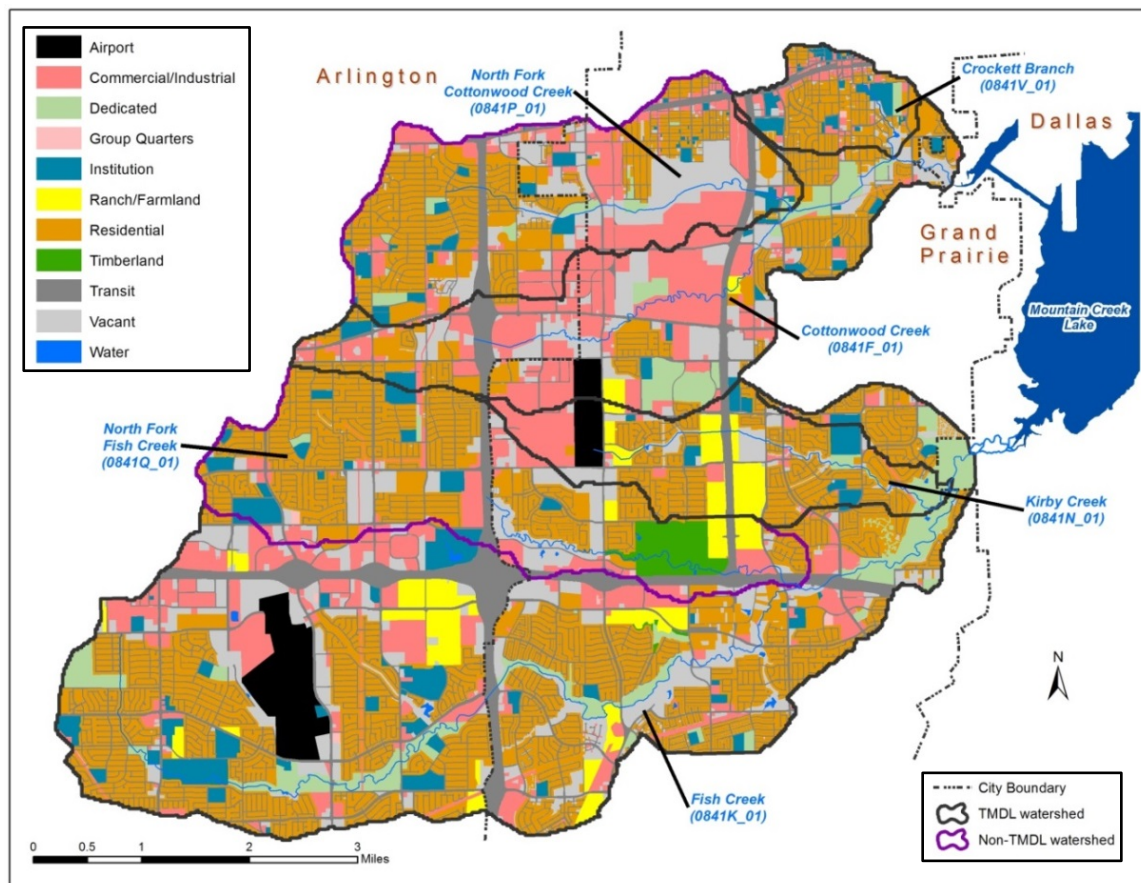 Airport
Commercial/Industrial
Dedicated
Group Quarters
Institution
Ranch/Farmland
Residential
Timberland
Transit
Vacant
Water
Arlington
North Fork
Cottonwood Creek
(0841P_01)
Crockett Branch
(0841V_01)
Dallas
Grand
Prairie
Mountain Creek
Lake
Cottonwood Creek
(0841F_01)
North Fork
Fish Creek
(0841Q_01)
Kirby Creek
(0841N_01)
N
Fish Creek
(0841K_01)
City Boundary
TMDL watershed
Non-TMDL watershed
0 0.5 1 2 3
Miles